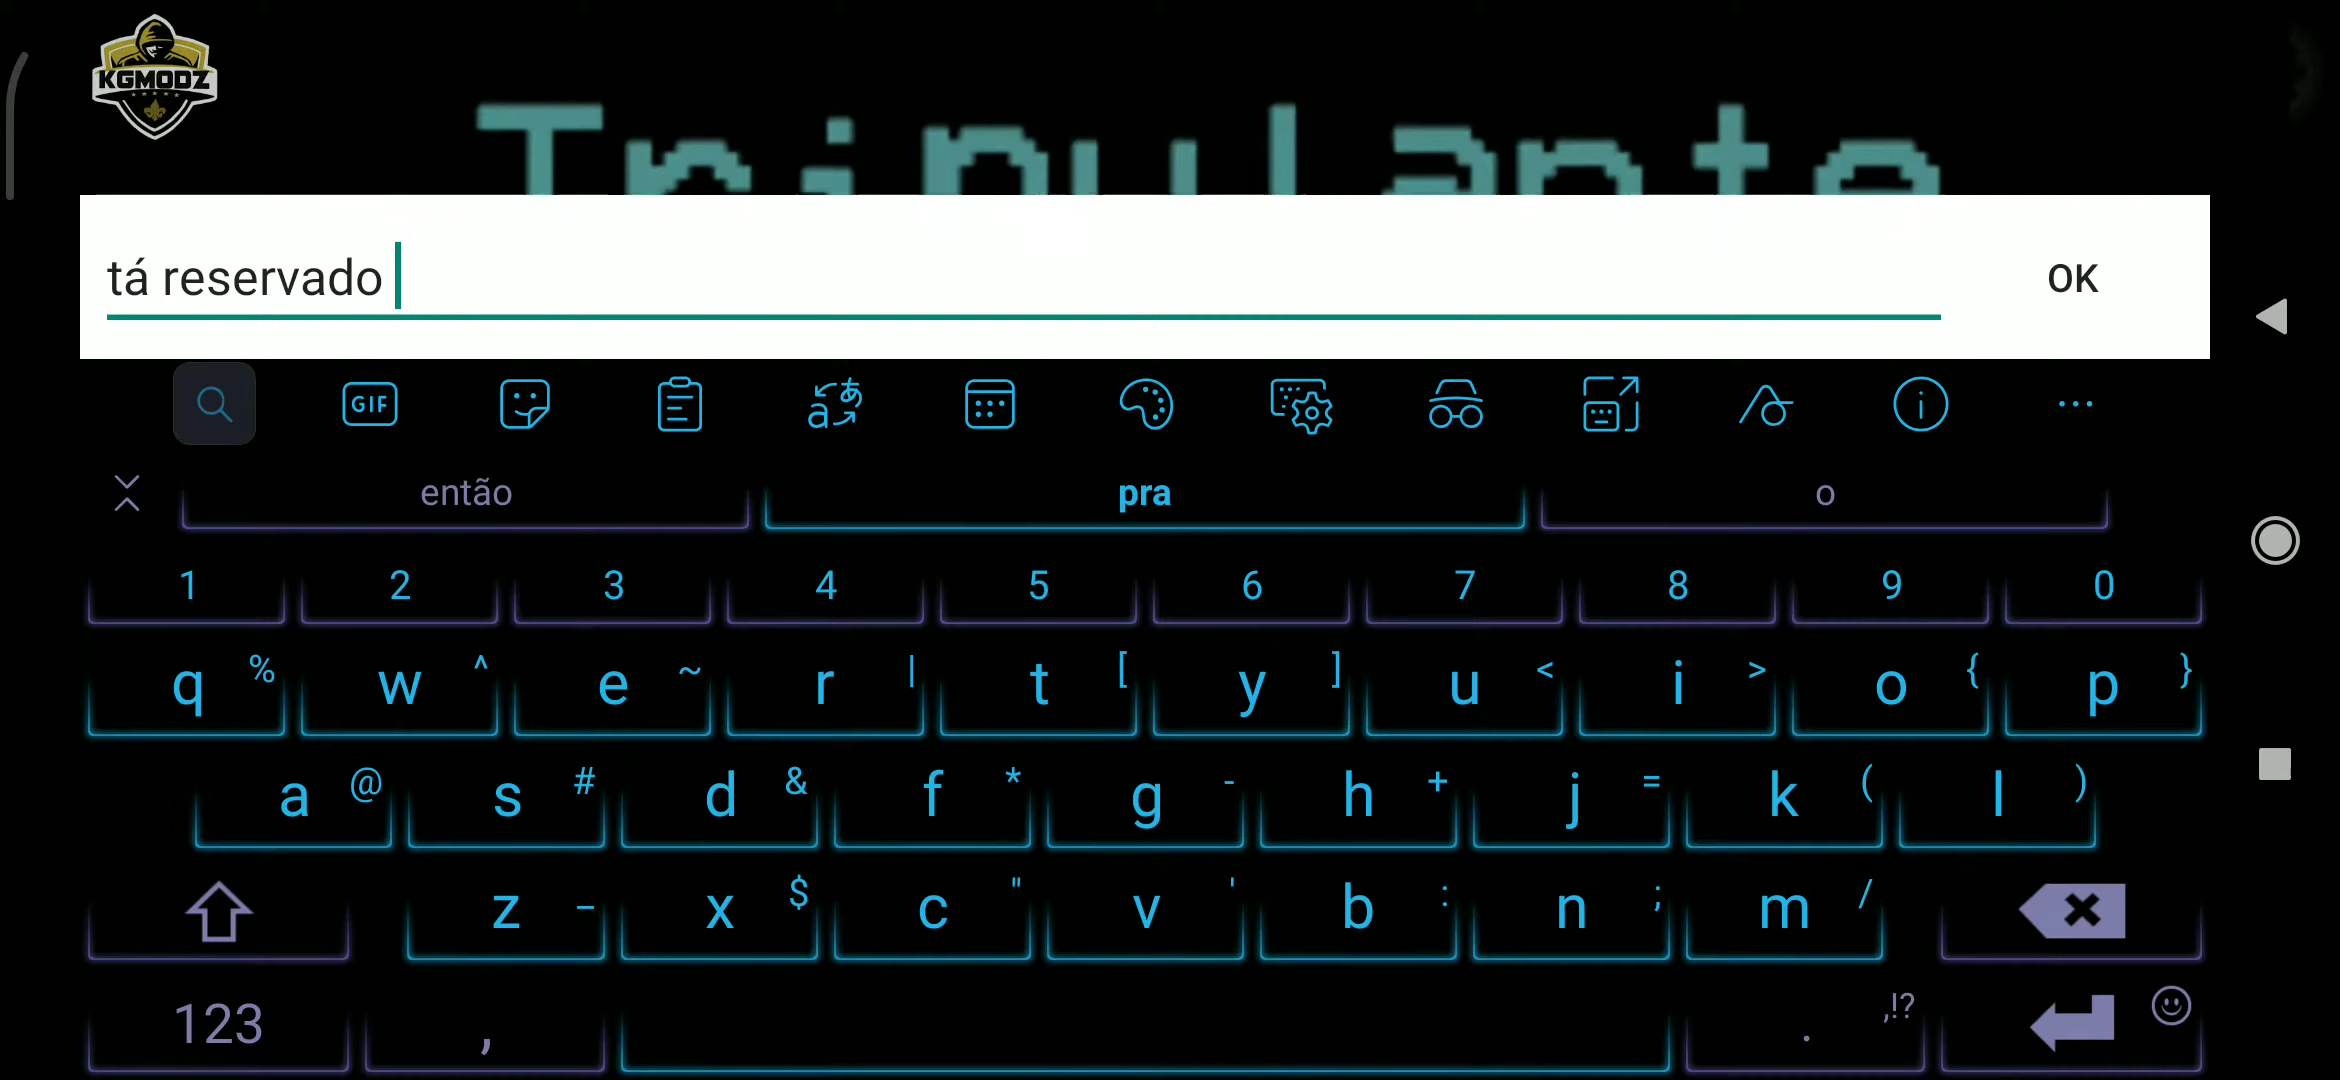 KGMODZ
Tripulante
tá reservado
OK
GIF
então pra o
1 2 3 4 5 6 7 8 9 0
q % w ^ e ~ r | t [ y ] u < i > o { p }
a @ s # d & f * g - h + j = k ( l )
z _ x $ c " v ' b : n ; m /
123 , . ,!?